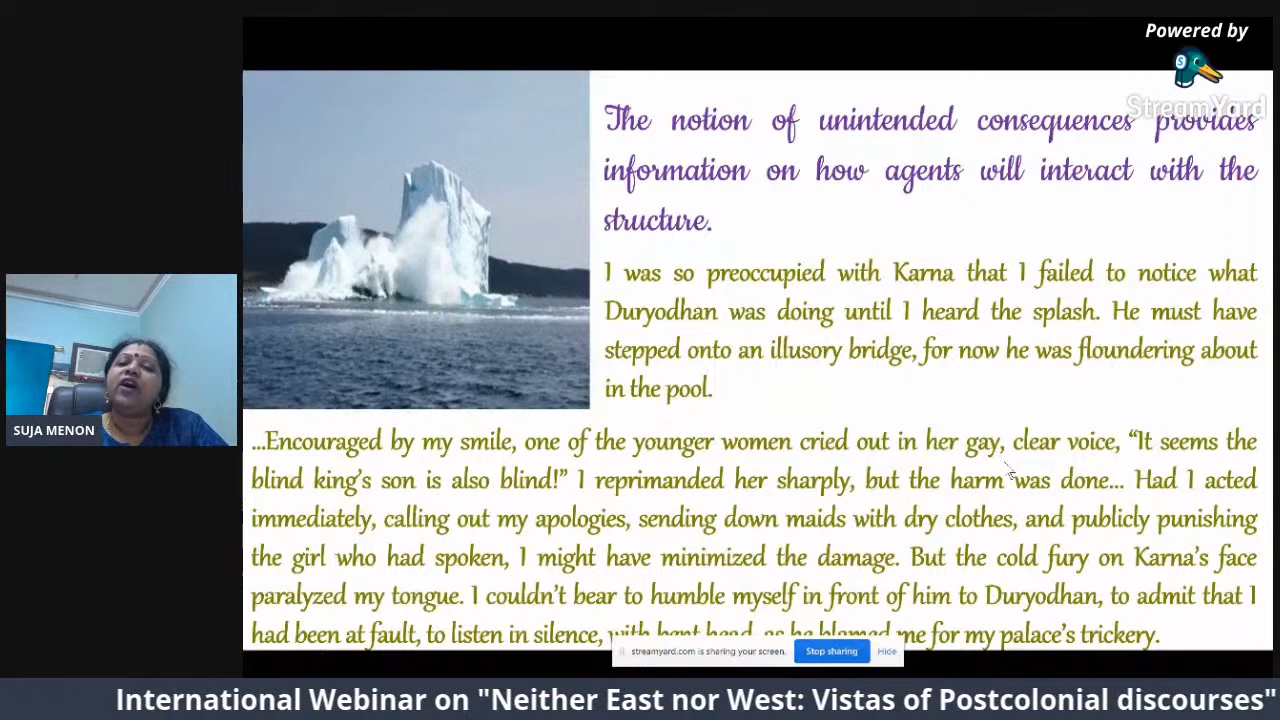 Powered by
StreamYard
The notion of unintended consequences provides
information on how agents will interact with the
structure.
I was so preoccupied with Karna that I failed to notice what
Duryodhan was doing until I heard the splash. He must have
stepped onto an illusory bridge, for now he was floundering about
in the pool.
...Encouraged by my smile, one of the younger women cried out in her gay, clear voice, “It seems the
blind king’s son is also blind!” I reprimanded her sharply, but the harm was done... Had I acted
immediately, calling out my apologies, sending down maids with dry clothes, and publicly punishing
the girl who had spoken, I might have minimized the damage. But the cold fury on Karna’s face
paralyzed my tongue. I couldn’t bear to humble myself in front of him to Duryodhan, to admit that I
had been at fault, to listen in silence, with bent head, as he blamed me for my palace’s trickery.
SUJA MENON
streamyard.com is sharing your screen.
Stop sharing
Hide
International Webinar on "Neither East nor West: Vistas of Postcolonial discourses"